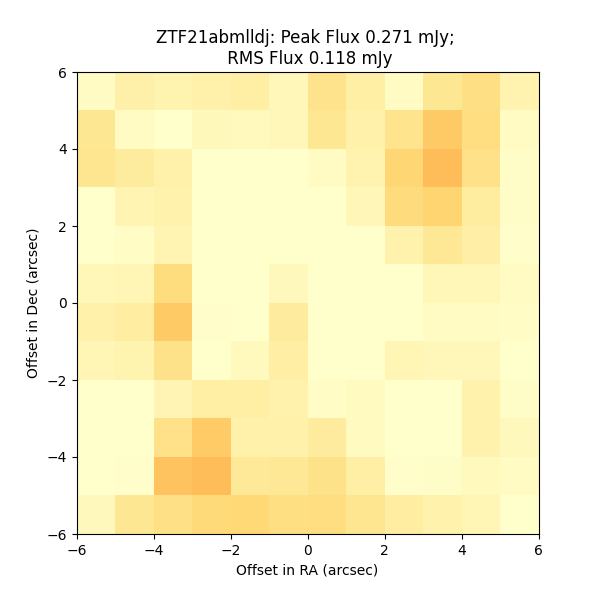 ZTF21abmlldj: Peak Flux 0.271 mJy;
RMS Flux 0.118 mJy
6
4
2
0
−2
−4
−6
Offset in Dec (arcsec)
−6 −4 −2 0 2 4 6
Offset in RA (arcsec)